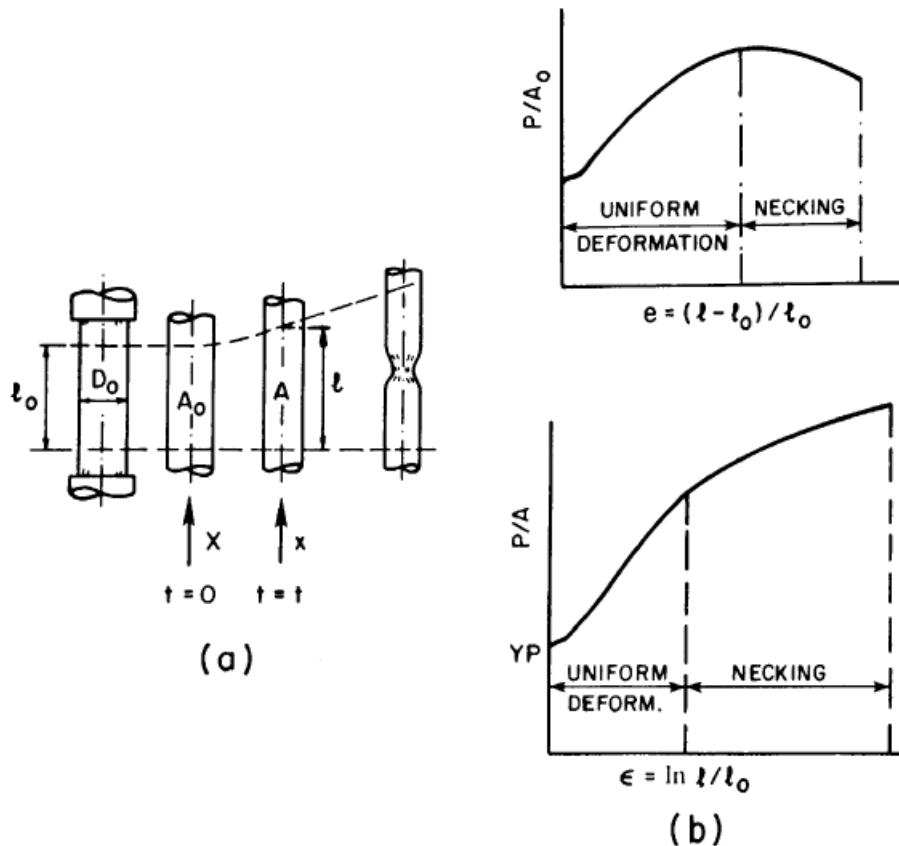 ℓ₀
D₀
A₀
A
ℓ
X
x
t = 0
t = t
(a)
P/A₀
UNIFORM
DEFORMATION
NECKING
e = (ℓ - ℓ₀)/ℓ₀
P/A
YP
UNIFORM
DEFORM.
NECKING
ϵ = ln ℓ/ℓ₀
(b)